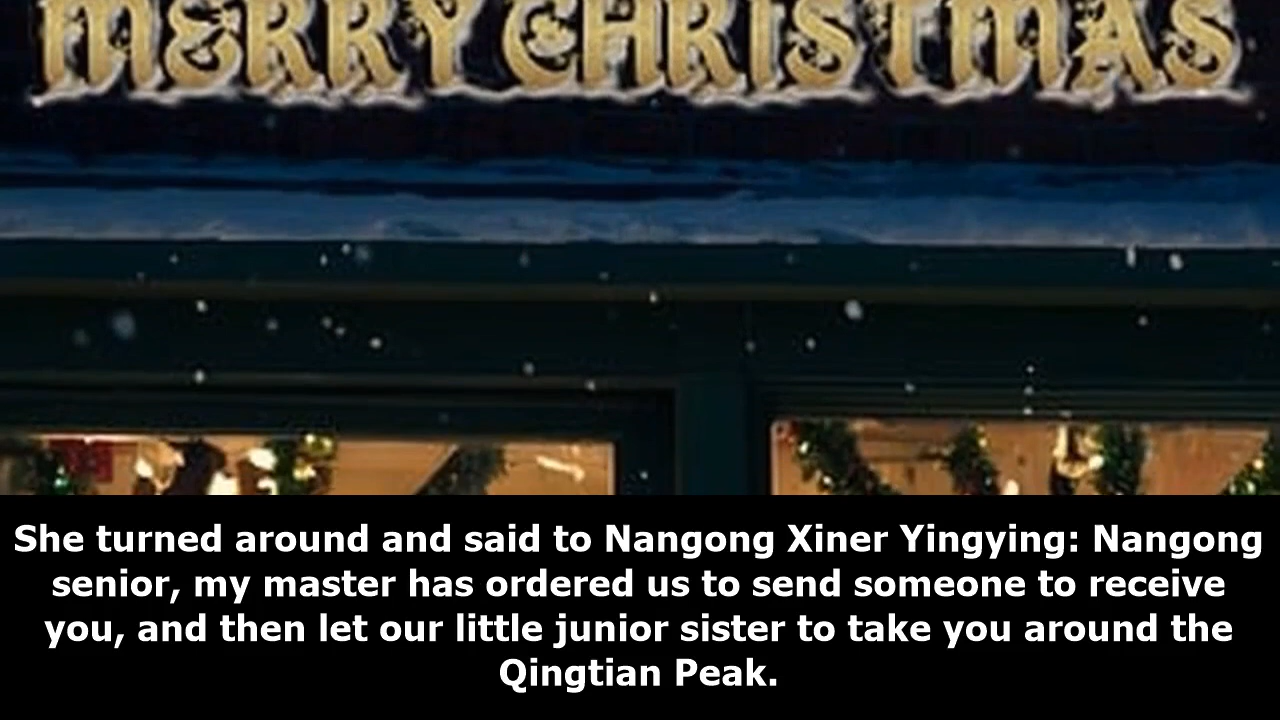 MERRY CHRISTMAS
She turned around and said to Nangong Xiner Yingying: Nangong
senior, my master has ordered us to send someone to receive
you, and then let our little junior sister to take you around the
Qingtian Peak.